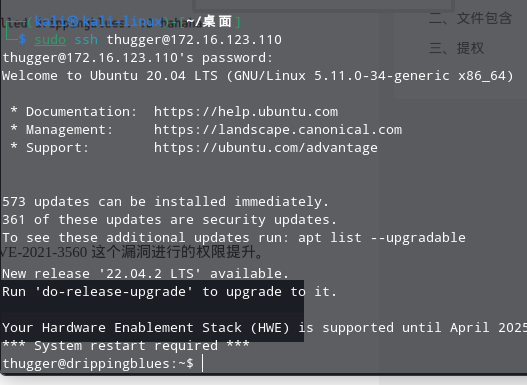 (kali㉿kali-linux)-[~/桌面]
$ sudo ssh thugger@172.16.123.110
thugger@172.16.123.110's password:
Welcome to Ubuntu 20.04 LTS (GNU/Linux 5.11.0-34-generic x86_64)
* Documentation: https://help.ubuntu.com
* Management: https://landscape.canonical.com
* Support: https://ubuntu.com/advantage
573 updates can be installed immediately.
361 of these updates are security updates.
To see these additional updates run: apt list --upgradable
VE-2021-3560 这个漏洞进行的权限提升。
New release '22.04.2 LTS' available.
Run 'do-release-upgrade' to upgrade to it.
Your Hardware Enablement Stack (HWE) is supported until April 2025
*** System restart required ***
thugger@drippingblues:~$
二、文件包含
三、提权